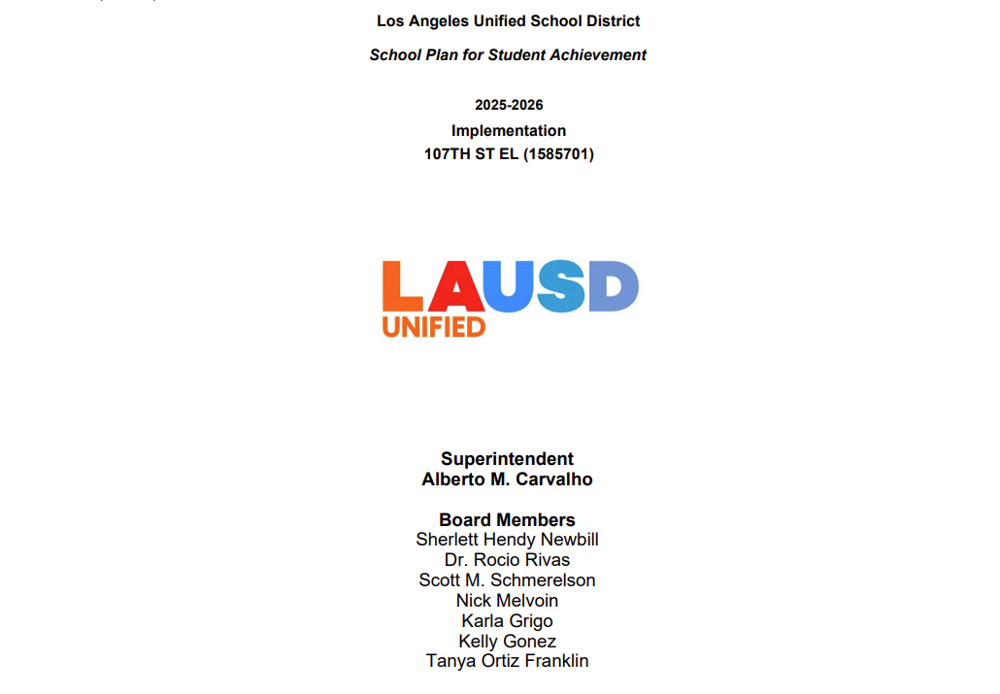 Los Angeles Unified School District
School Plan for Student Achievement
2025-2026
Implementation
107TH ST EL (1585701)
LAUSD
UNIFIED
Superintendent
Alberto M. Carvalho
Board Members
Sherlett Hendy Newbill
Dr. Rocio Rivas
Scott M. Schmerelson
Nick Melvoin
Karla Grigo
Kelly Gonez
Tanya Ortiz Franklin